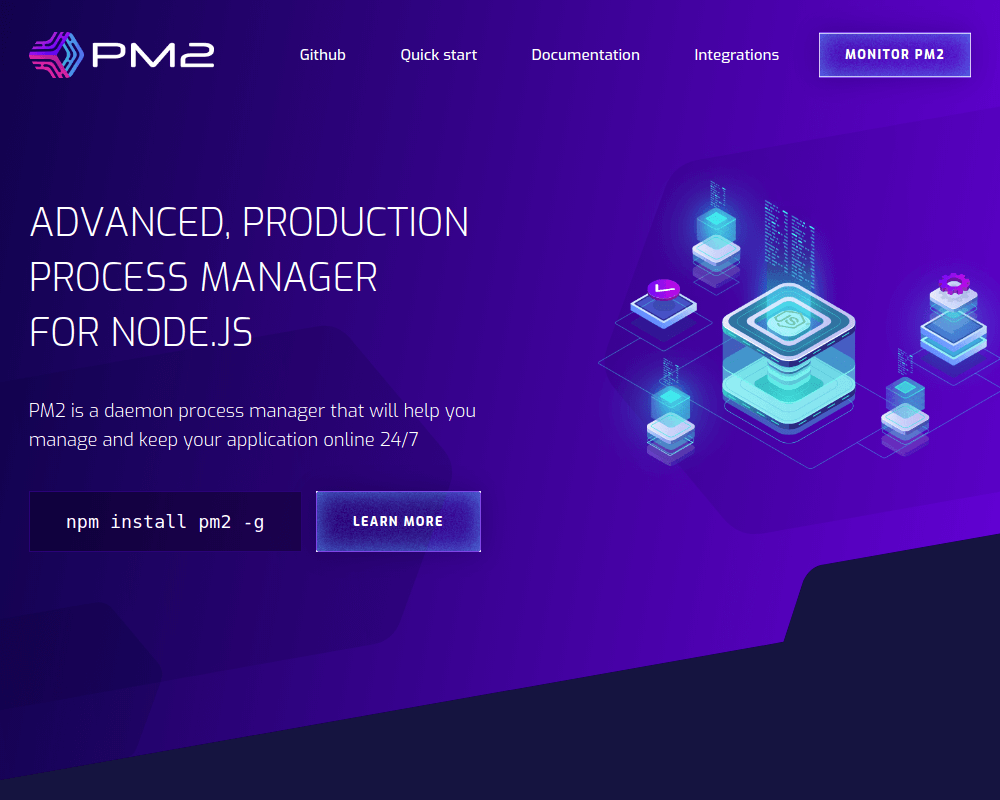 PM2
Github
Quick start
Documentation
Integrations
MONITOR PM2
ADVANCED, PRODUCTION
PROCESS MANAGER
FOR NODE.JS
PM2 is a daemon process manager that will help you
manage and keep your application online 24/7
npm install pm2 -g
LEARN MORE
JS